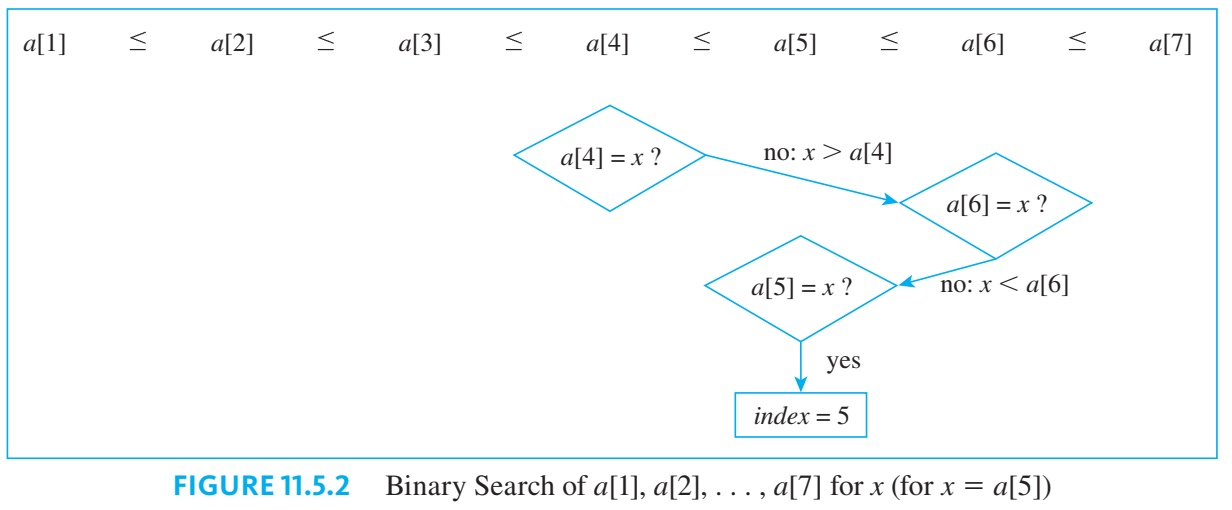 a[1] ≤ a[2] ≤ a[3] ≤ a[4] ≤ a[5] ≤ a[6] ≤ a[7]
a[4] = x ?
no: x > a[4]
a[6] = x ?
no: x < a[6]
a[5] = x ?
yes
index = 5
FIGURE 11.5.2 Binary Search of a[1], a[2], . . . , a[7] for x (for x = a[5])